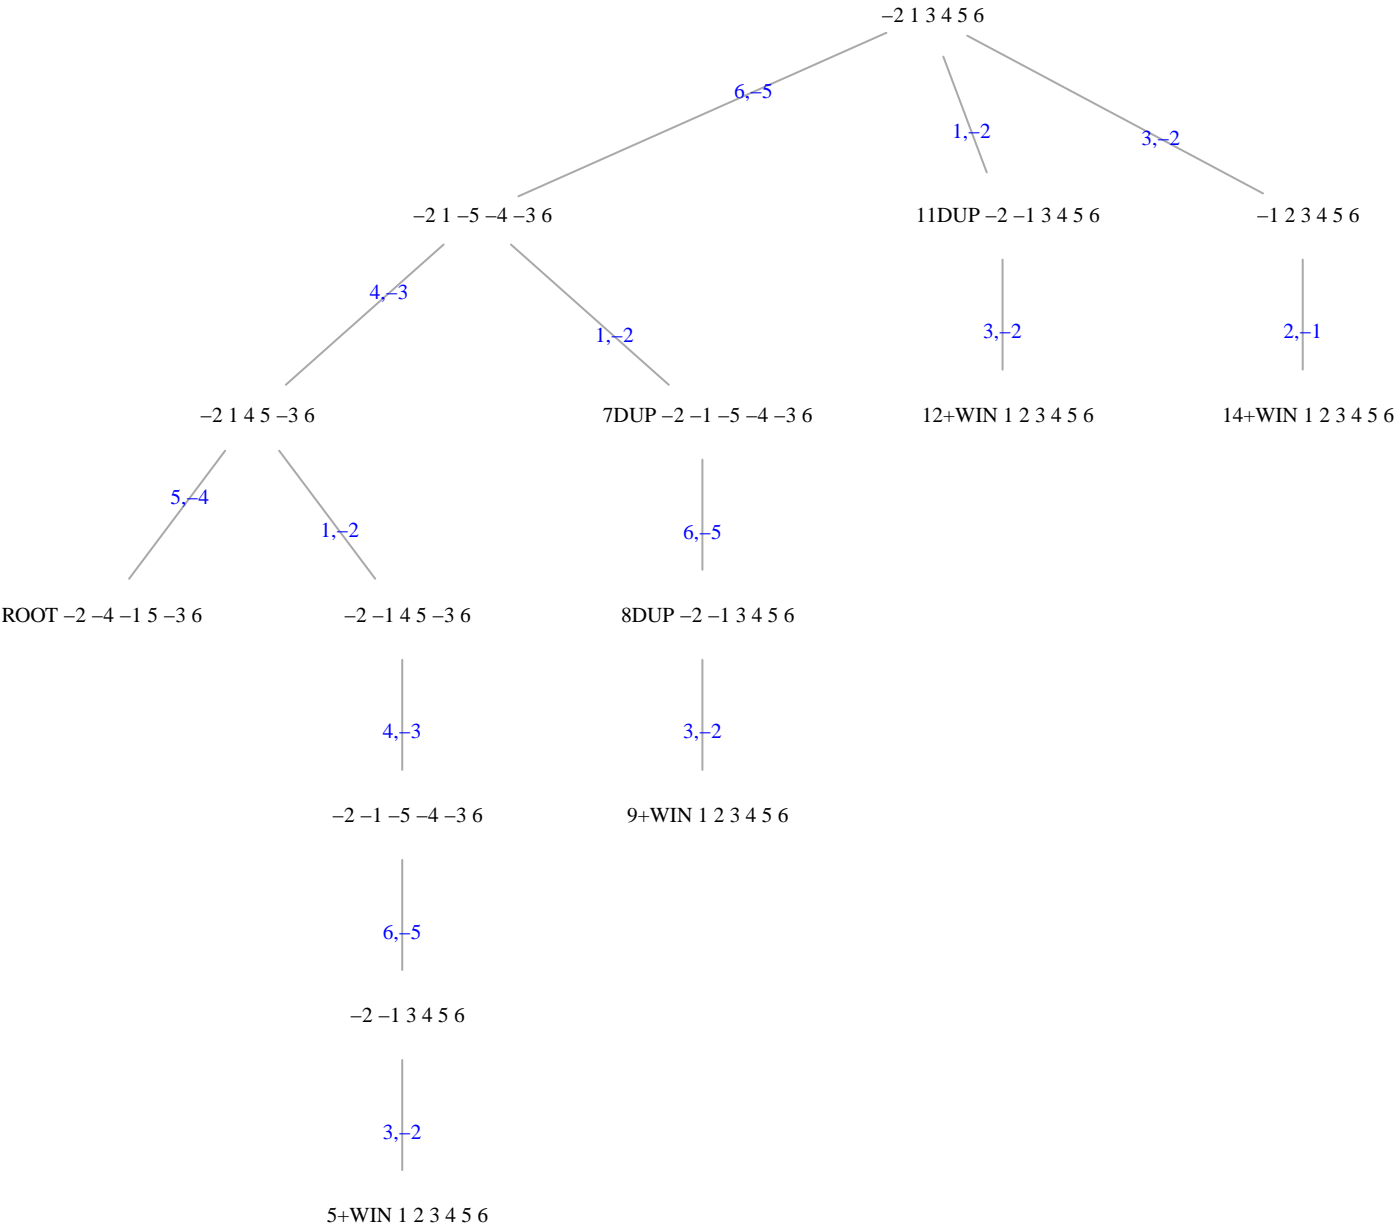 –2 1 3 4 5 6
6,–5
1,–2
3,–2
–2 1 –5 –4 –3 6
11DUP –2 –1 3 4 5 6
–1 2 3 4 5 6
4,–3
1,–2
3,–2
2,–1
–2 1 4 5 –3 6
7DUP –2 –1 –5 –4 –3 6
12+WIN 1 2 3 4 5 6
14+WIN 1 2 3 4 5 6
5,–4
1,–2
6,–5
ROOT –2 –4 –1 5 –3 6
–2 –1 4 5 –3 6
8DUP –2 –1 3 4 5 6
4,–3
3,–2
–2 –1 –5 –4 –3 6
9+WIN 1 2 3 4 5 6
6,–5
–2 –1 3 4 5 6
3,–2
5+WIN 1 2 3 4 5 6